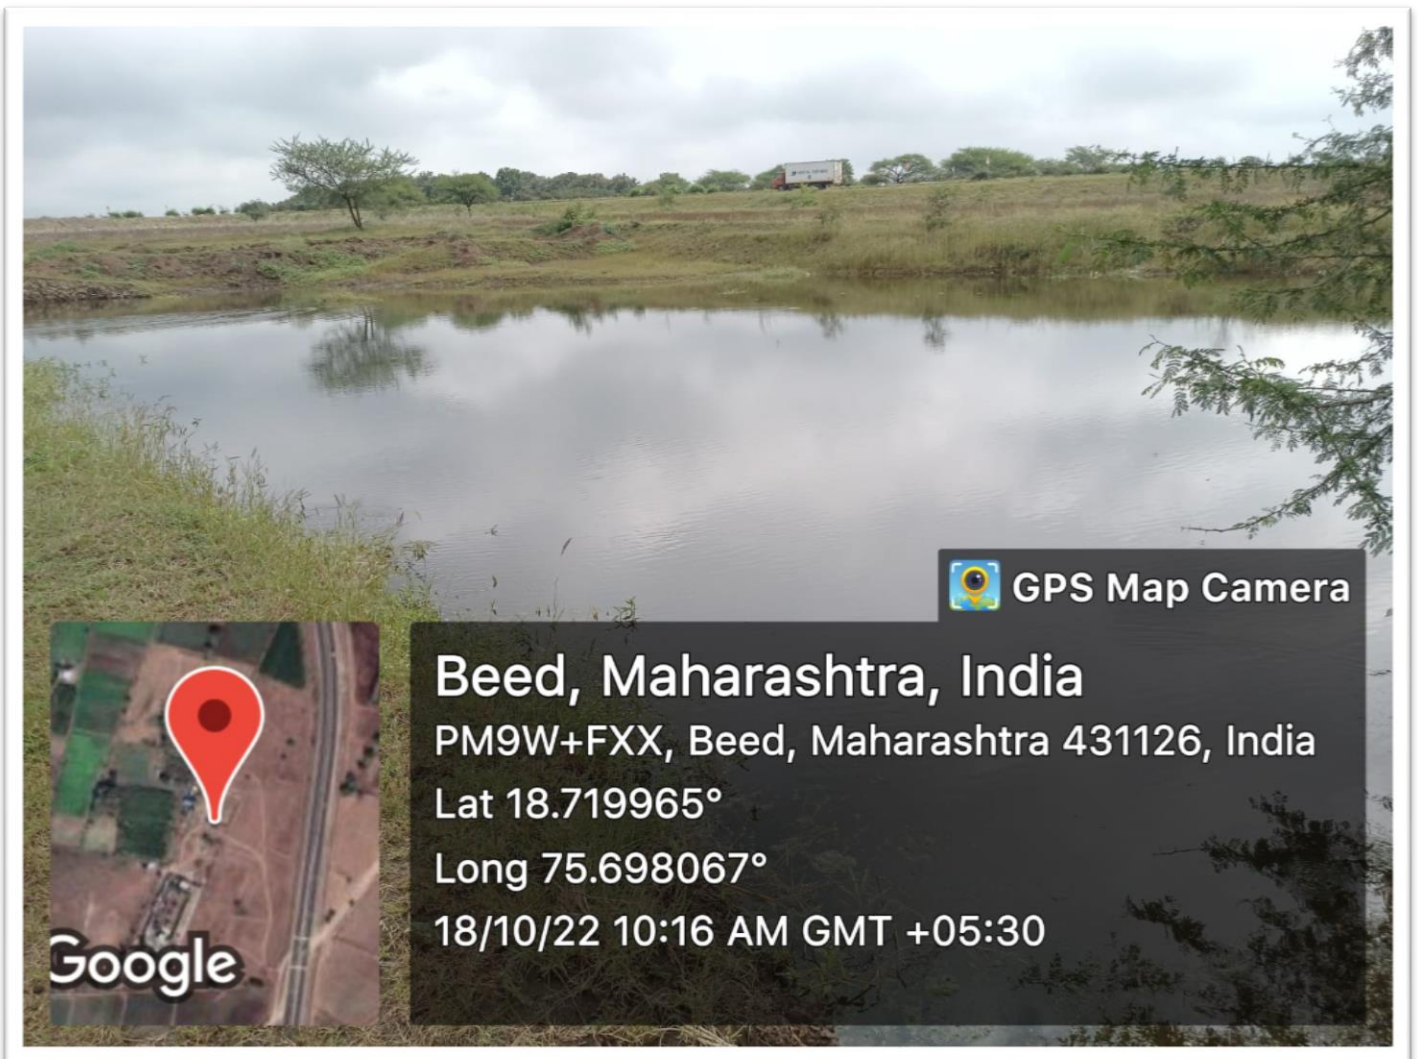 GPS Map Camera
Beed, Maharashtra, India
PM9W+FXX, Beed, Maharashtra 431126, India
Lat 18.719965°
Long 75.698067°
18/10/22 10:16 AM GMT +05:30
Google